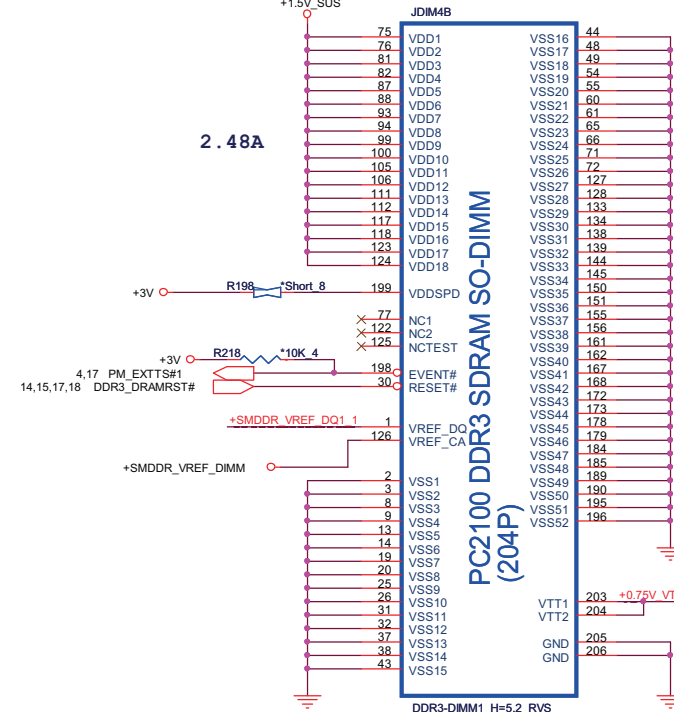 +1.5V_SUS
JDIM4B
75 VDD1 VSS16 44
76 VDD2 VSS17 48
81 VDD3 VSS18 49
82 VDD4 VSS19 54
87 VDD5 VSS20 55
88 VDD6 VSS21 60
93 VDD7 VSS22 61
94 VDD8 VSS23 65
2.48A
99 VDD9 VSS24 66
100 VDD10 VSS25 71
105 VDD11 VSS26 72
106 VDD12 VSS27 127
111 VDD13 VSS28 128
112 VDD14 VSS29 133
117 VDD15 VSS30 134
118 VDD16 VSS31 138
123 VDD17 VSS32 139
124 VDD18 VSS33 144
VSS34 145
+3V R198 *Short_8 199 VDDSPD VSS35 150
VSS36 151
77 NC1 VSS37 155
122 NC2 VSS38 156
125 NCTEST VSS39 161
+3V R218 *10K_4 VSS40 162
4,17 PM_EXTTS#1 198 EVENT# VSS41 167
14,15,17,18 DDR3_DRAMRST# 30 RESET# VSS42 168
VSS43 172
VSS44 173
+SMDDR_VREF_DQ1_1 1 VREF_DQ VSS45 178
+SMDDR_VREF_DIMM 126 VREF_CA VSS46 179
VSS47 184
VSS48 185
2 VSS1 VSS49 189
3 VSS2 VSS50 190
8 VSS3 VSS51 195
9 VSS4 VSS52 196
13 VSS5
14 VSS6
19 VSS7
20 VSS8
25 VSS9
26 VSS10 VTT1 203 +0.75V_VT
31 VSS11 VTT2 204
32 VSS12
37 VSS13 GND 205
38 VSS14 GND 206
43 VSS15
PC2100 DDR3 SDRAM SO-DIMM
(204P)
DDR3-DIMM1_H=5.2_RVS